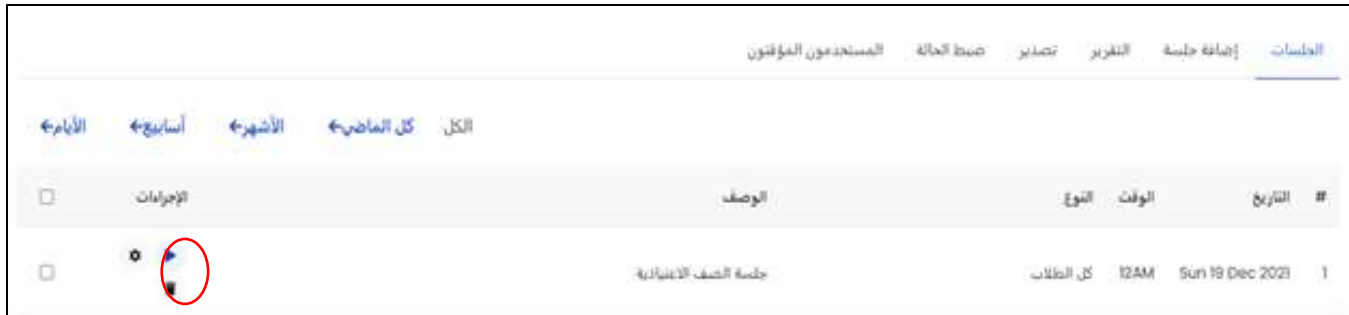 الجلسات إضافة جلسة التقرير تصدير ضبط الحالة المستخدمون المؤقتون
الكل كل الماضي الأشهر أسابيع الأيام
# التاريخ الوقت النوع الوصف الإجراءات
1 Sun 19 Dec 2021 12AM كل الطلاب جلسة الصف الاعتيادية